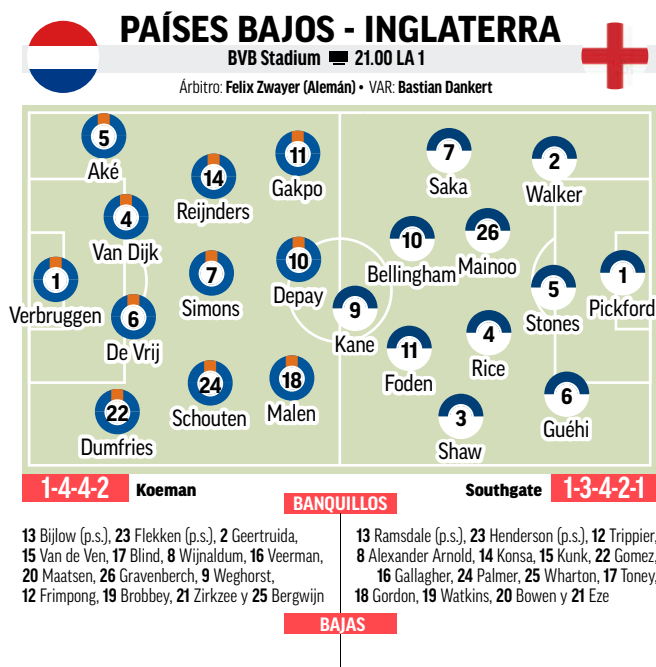 PAÍSES BAJOS - INGLATERRA
BVB Stadium 21.00 LA 1
Árbitro: Felix Zwayer (Alemán) • VAR: Bastian Dankert
5
Aké
4
Van Dijk
1
Verbruggen
6
De Vrij
22
Dumfries
14
Reijnders
7
Simons
24
Schouten
11
Gakpo
10
Depay
18
Malen
9
Kane
7
Saka
10
Bellingham
11
Foden
3
Shaw
26
Mainoo
4
Rice
2
Walker
5
Stones
6
Guéhi
1
Pickford
1-4-4-2 Koeman
Southgate 1-3-4-2-1
BANQUILLOS
13 Bijlow (p.s.), 23 Flekken (p.s.), 2 Geertruida,
15 Van de Ven, 17 Blind, 8 Wijnaldum, 16 Veerman,
20 Maatsen, 26 Gravenberch, 9 Weghorst,
12 Frimpong, 19 Brobbey, 21 Zirkzee y 25 Bergwijn
13 Ramsdale (p.s.), 23 Henderson (p.s.), 12 Trippier,
8 Alexander Arnold, 14 Konsa, 15 Kunk, 22 Gomez,
16 Gallagher, 24 Palmer, 25 Wharton, 17 Toney,
18 Gordon, 19 Watkins, 20 Bowen y 21 Eze
BAJAS